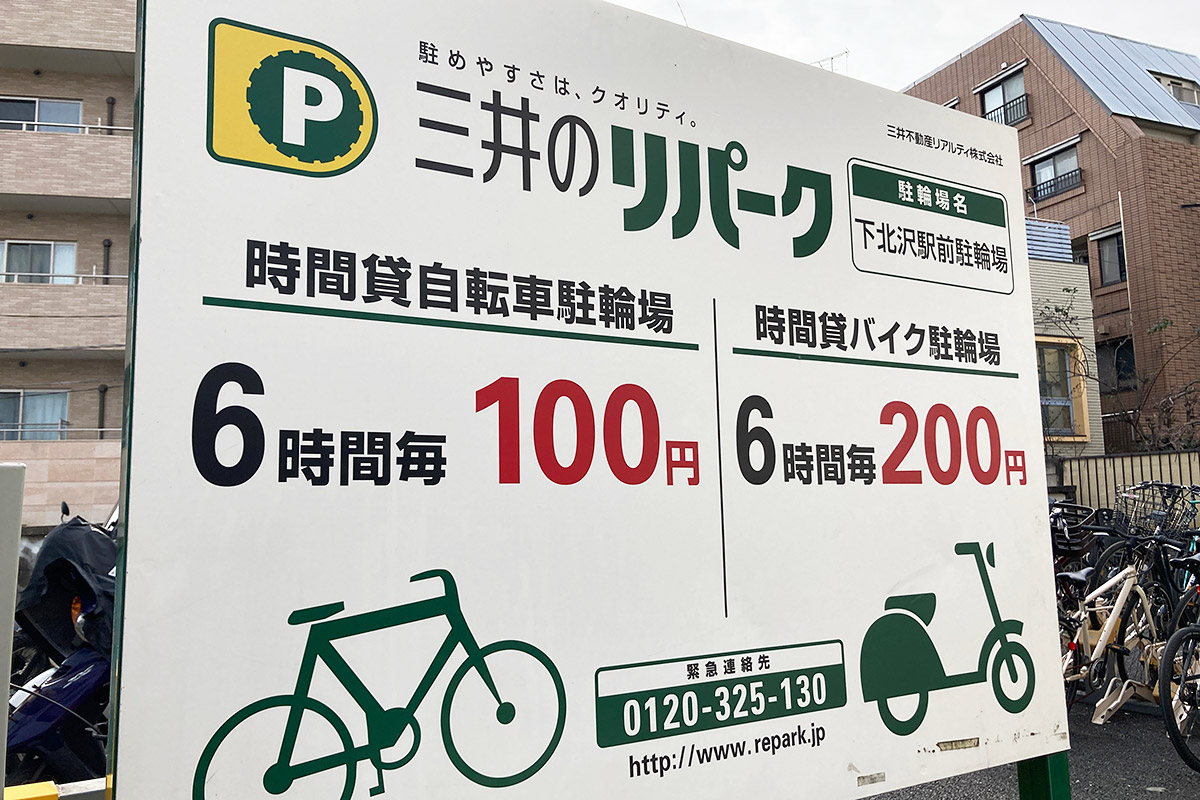 P
駐めやすさは、クオリティ。
三井のリパーク
三井不動産リアルティ株式会社
駐輪場名
下北沢駅前駐輪場
時間貸自転車駐輪場
6時間毎 100円
時間貸バイク駐輪場
6時間毎200円
緊急連絡先
0120-325-130
http://www.repark.jp